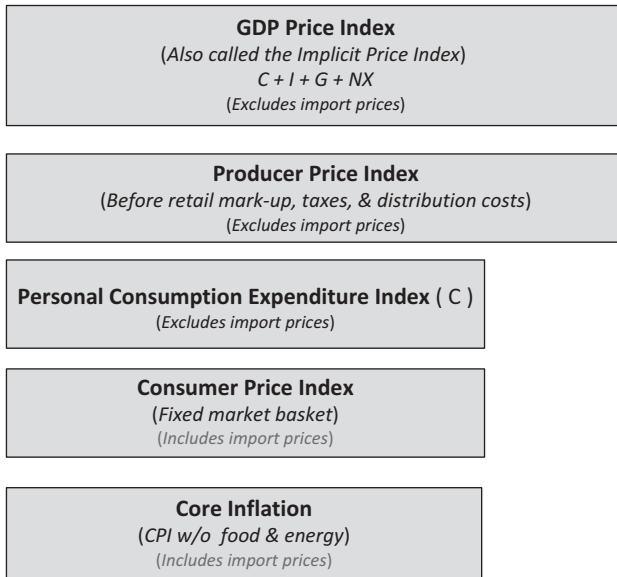 GDP Price Index
(Also called the Implicit Price Index)
C + I + G + NX
(Excludes import prices)
Producer Price Index
(Before retail mark-up, taxes, & distribution costs)
(Excludes import prices)
Personal Consumption Expenditure Index ( C )
(Excludes import prices)
Consumer Price Index
(Fixed market basket)
(Includes import prices)
Core Inflation
(CPI w/o food & energy)
(Includes import prices)